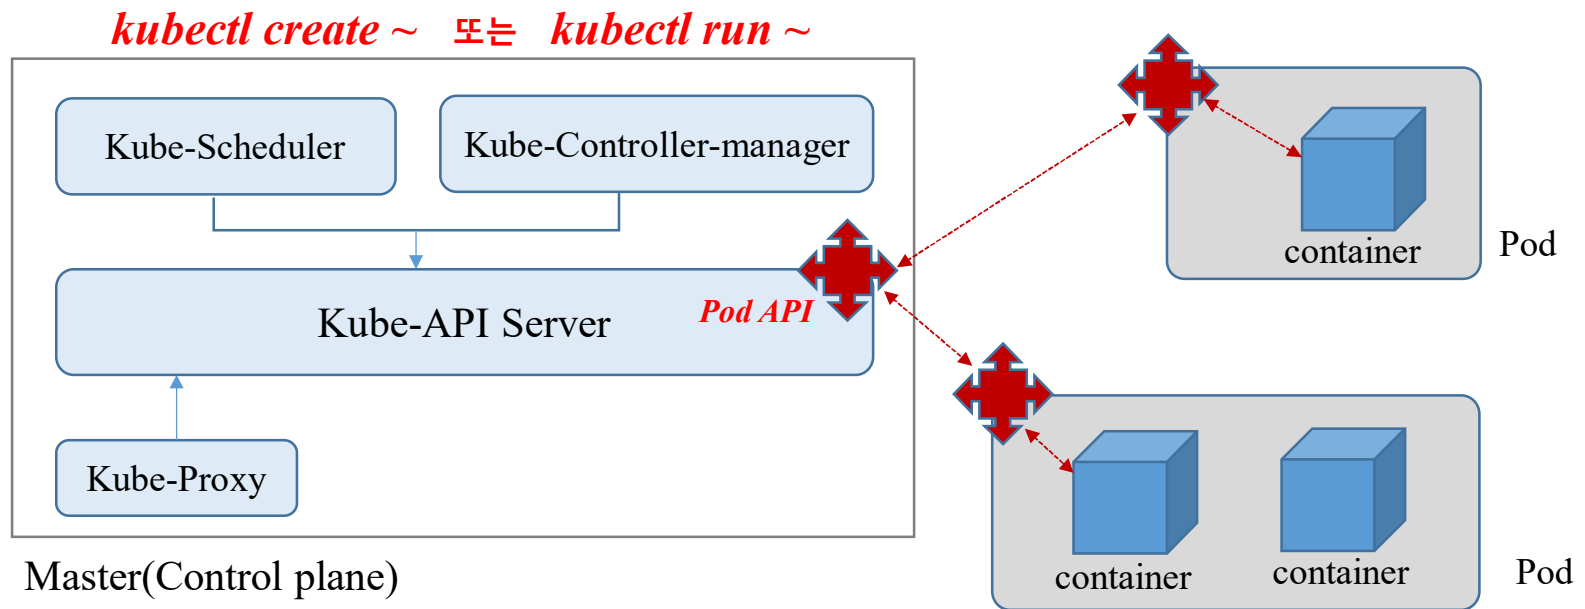 kubectl create ~ 또는 kubectl run ~
Kube-Scheduler
Kube-Controller-manager
Pod API
Kube-API Server
Kube-Proxy
Master(Control plane)
container
Pod
container
container
Pod